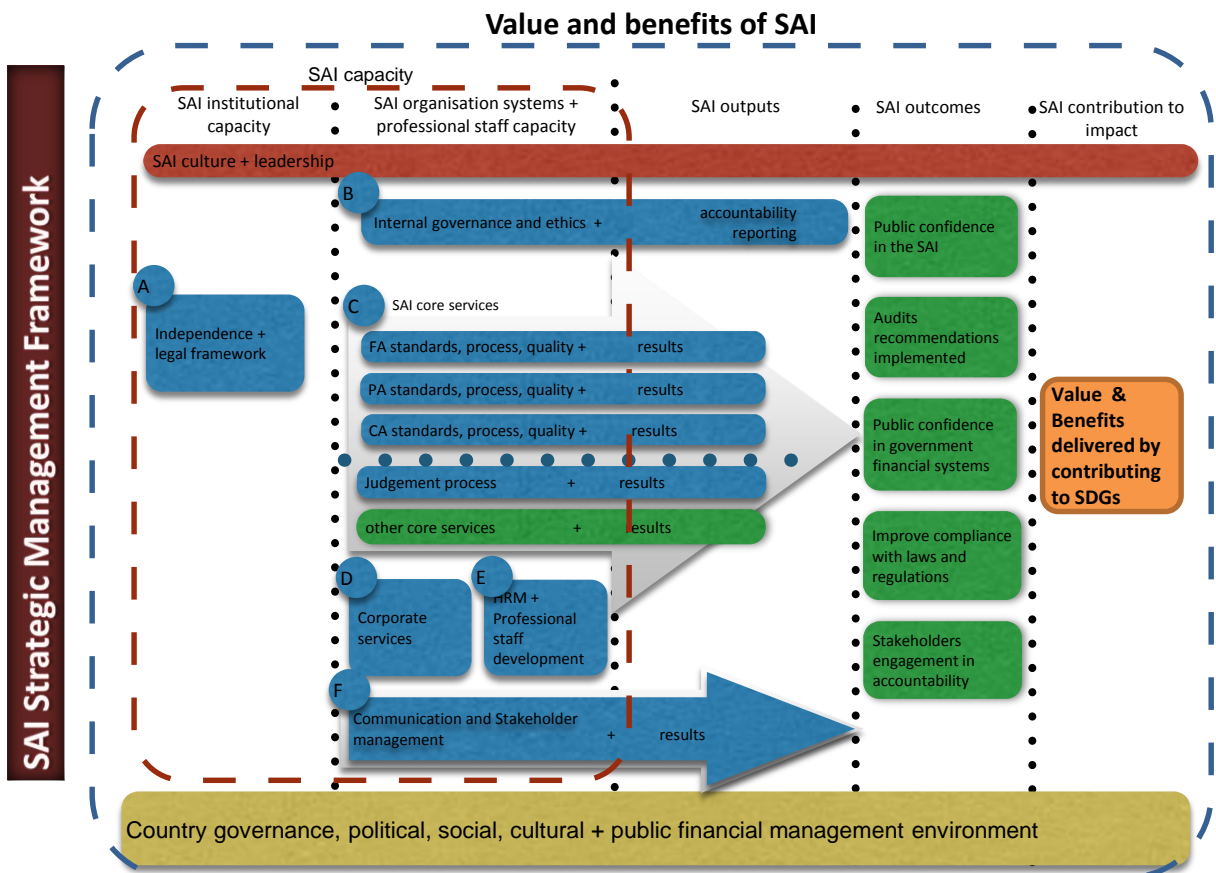 Value and benefits of SAI
SAI Strategic Management Framework
SAI capacity
SAI institutional
capacity
SAI organisation systems +
professional staff capacity
SAI outputs
SAI outcomes
SAI contribution to
impact
SAI culture + leadership
B
Internal governance and ethics +
accountability
reporting
A
Independence +
legal framework
C
SAI core services
FA standards, process, quality + results
PA standards, process, quality + results
CA standards, process, quality + results
Judgement process + results
other core services + results
D
Corporate
services
E
HRM +
Professional
staff
development
F
Communication and Stakeholder
management + results
Public confidence
in the SAI
Audits
recommendations
implemented
Public confidence
in government
financial systems
Improve compliance
with laws and
regulations
Stakeholders
engagement in
accountability
Value &
Benefits
delivered by
contributing
to SDGs
Country governance, political, social, cultural + public financial management environment